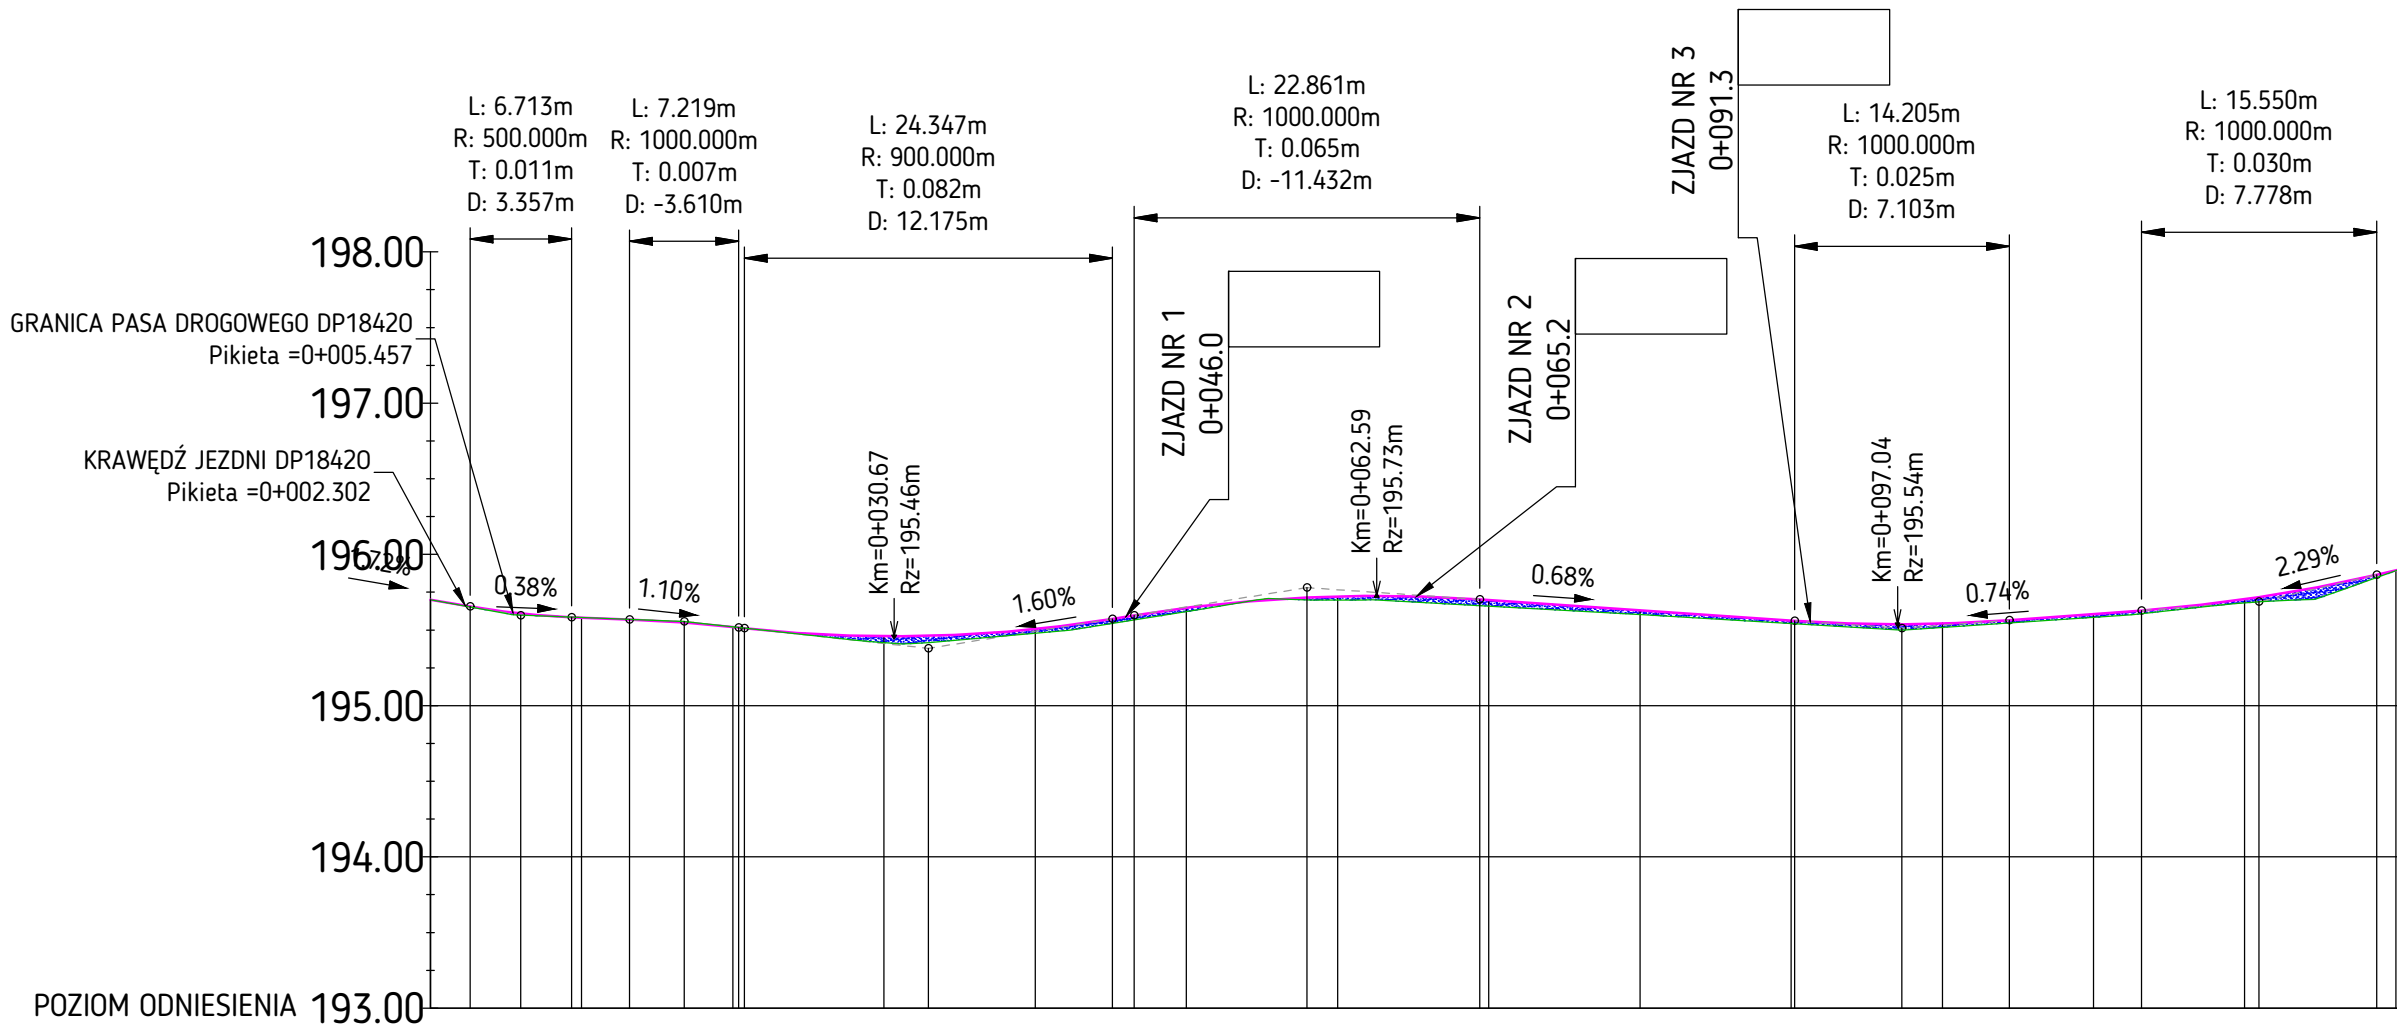 L: 6.713m
R: 500.000m
T: 0.011m
D: 3.357m
L: 7.219m
R: 1000.000m
T: 0.007m
D: -3.610m
L: 24.347m
R: 900.000m
T: 0.082m
D: 12.175m
L: 22.861m
R: 1000.000m
T: 0.065m
D: -11.432m
ZJAZD NR 3
0+091.3
L: 14.205m
R: 1000.000m
T: 0.025m
D: 7.103m
L: 15.550m
R: 1000.000m
T: 0.030m
D: 7.778m
198.00
GRANICA PASA DROGOWEGO DP18420
Pikieta =0+005.457
197.00
KRAWĘDŹ JEZDNI DP18420
Pikieta =0+002.302
ZJAZD NR 1
0+046.0
ZJAZD NR 2
0+065.2
Km=0+030.67
Rz=195.46m
Km=0+062.59
Rz=195.73m
Km=0+097.04
Rz=195.54m
196.00
0.38%
1.10%
1.60%
0.68%
0.74%
2.29%
195.00
194.00
POZIOM ODNIESIENIA 193.00